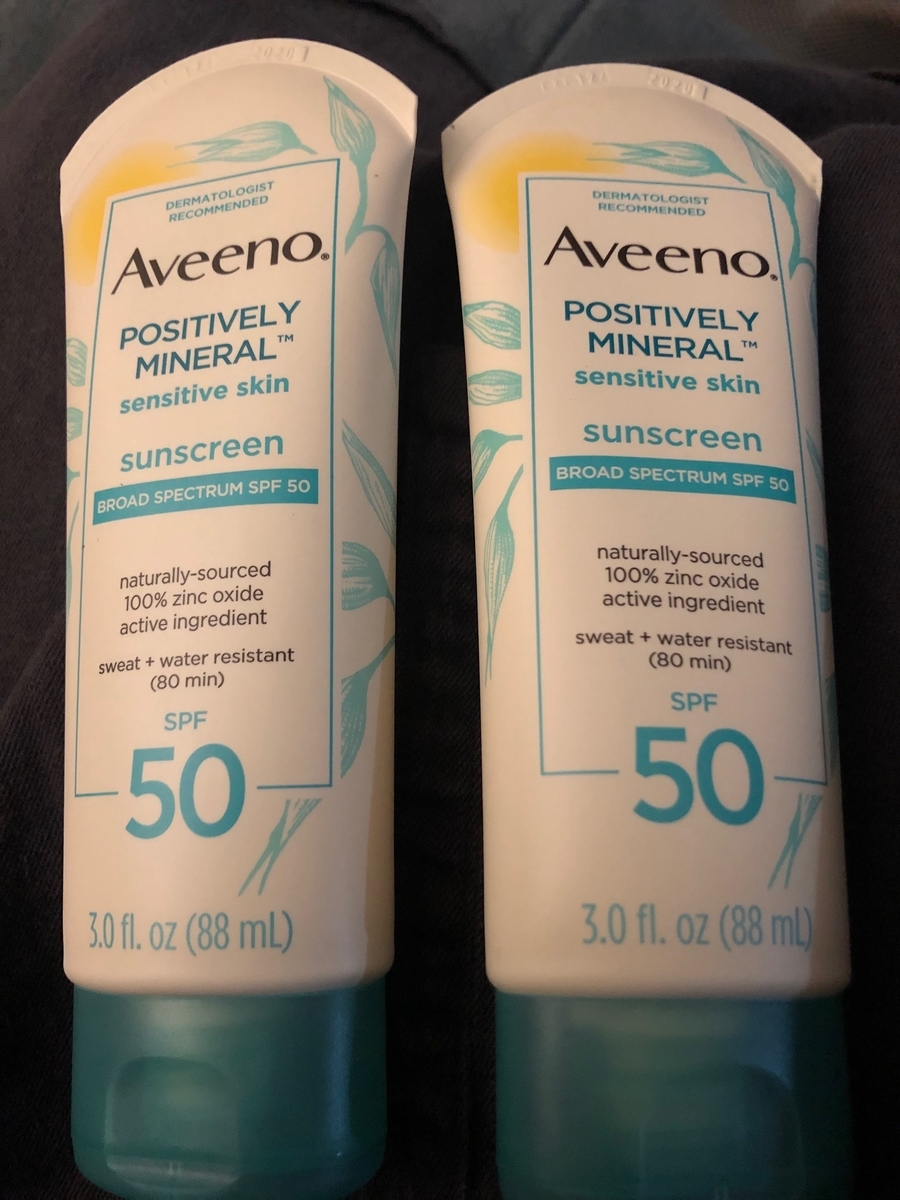 2020
DERMATOLOGIST
RECOMMENDED
Aveeno®
POSITIVELY
MINERAL™
sensitive skin
sunscreen
BROAD SPECTRUM SPF 50
naturally-sourced
100% zinc oxide
active ingredient
sweat + water resistant
(80 min)
SPF
50
3.0 fl. oz (88 mL)
2020
DERMATOLOGIST
RECOMMENDED
Aveeno®
POSITIVELY
MINERAL™
sensitive skin
sunscreen
BROAD SPECTRUM SPF 50
naturally-sourced
100% zinc oxide
active ingredient
sweat + water resistant
(80 min)
SPF
50
3.0 fl. oz (88 mL)